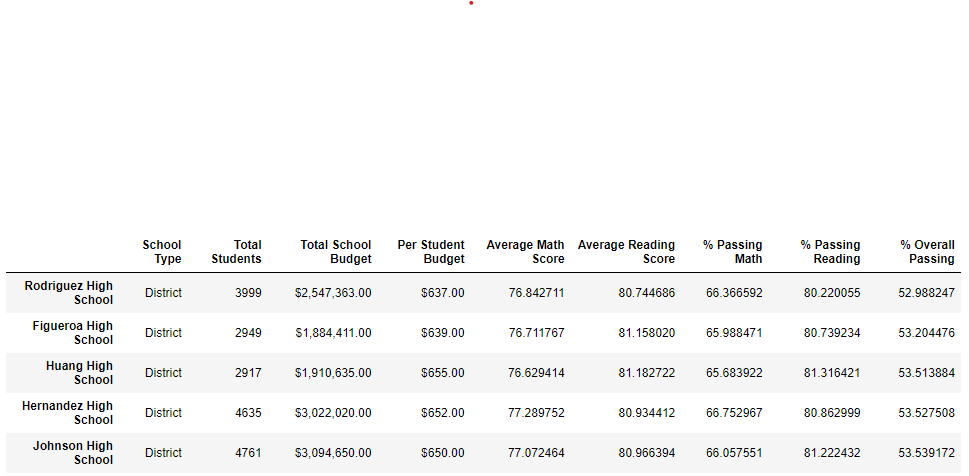 School Type Total Students Total School Budget Per Student Budget Average Math Score Average Reading Score % Passing Math % Passing Reading % Overall Passing
Rodriguez High School District 3999 $2,547,363.00 $637.00 76.842711 80.744686 66.366592 80.220055 52.988247
Figueroa High School District 2949 $1,884,411.00 $639.00 76.711767 81.158020 65.988471 80.739234 53.204476
Huang High School District 2917 $1,910,635.00 $655.00 76.629414 81.182722 65.683922 81.316421 53.513884
Hernandez High School District 4635 $3,022,020.00 $652.00 77.289752 80.934412 66.752967 80.862999 53.527508
Johnson High School District 4761 $3,094,650.00 $650.00 77.072464 80.966394 66.057551 81.222432 53.539172